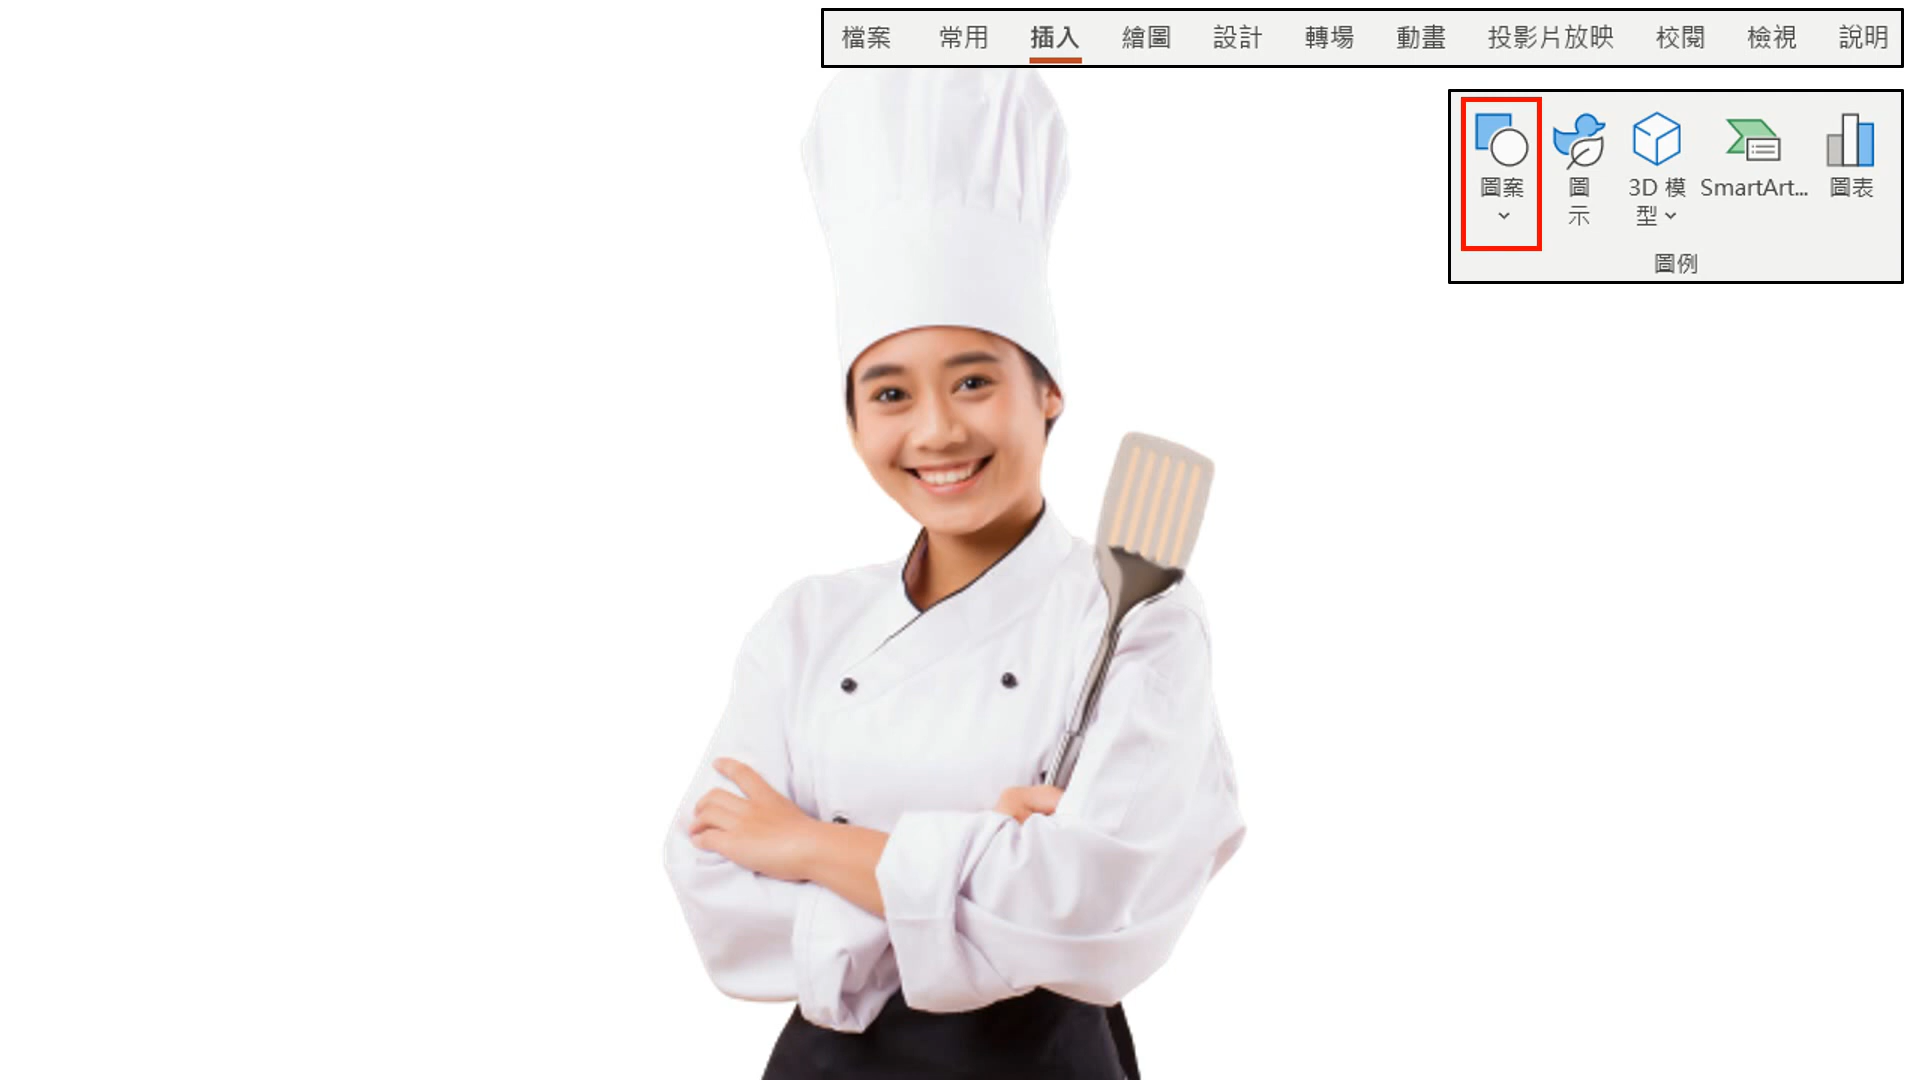 檔案 常用 插入 繪圖 設計 轉場 動畫 投影片放映 校閱 檢視 說明
圖案 圖示 3D 模型 SmartArt... 圖表
圖例